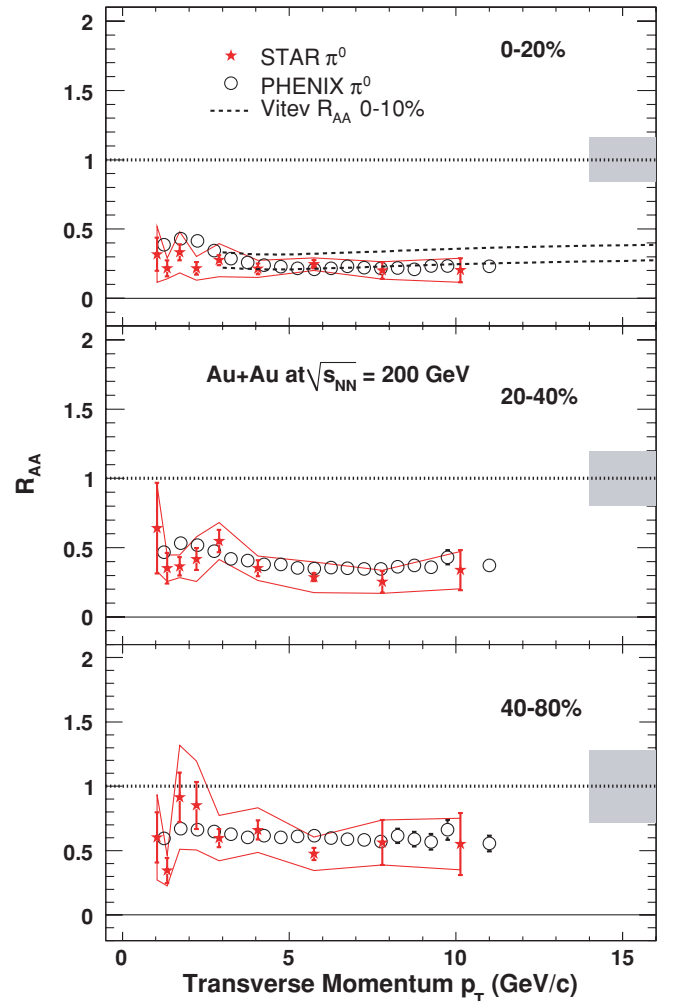 2
0-20%
STAR π⁰
PHENIX π⁰
1.5
Vitev R_AA 0-10%
1
0.5
0
2
Au+Au at √s_NN = 200 GeV
20-40%
1.5
R_AA
1
0.5
0
2
40-80%
1.5
1
0.5
0
0 5 10 15
Transverse Momentum p_T (GeV/c)